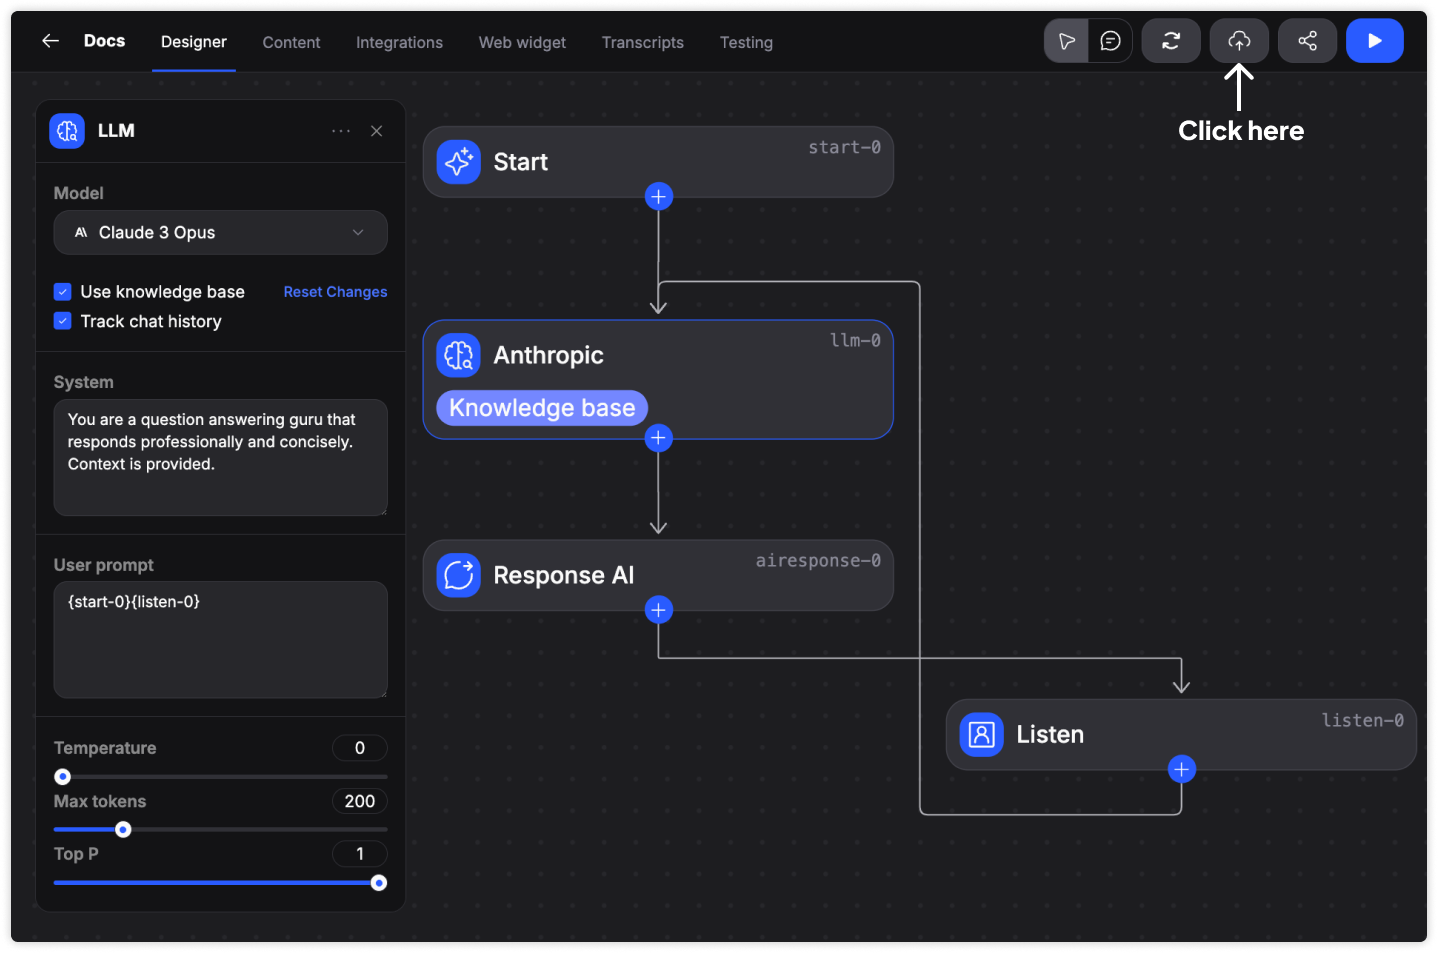 Docs
Designer
Content
Integrations
Web widget
Transcripts
Testing
Click here
LLM
Model
Claude 3 Opus
Use knowledge base
Reset Changes
Track chat history
System
You are a question answering guru that
responds professionally and concisely.
Context is provided.
User prompt
{start-0}{listen-0}
Temperature
0
Max tokens
200
Top P
1
Start
start-0
Anthropic
llm-0
Knowledge base
Response AI
airesponse-0
Listen
listen-0